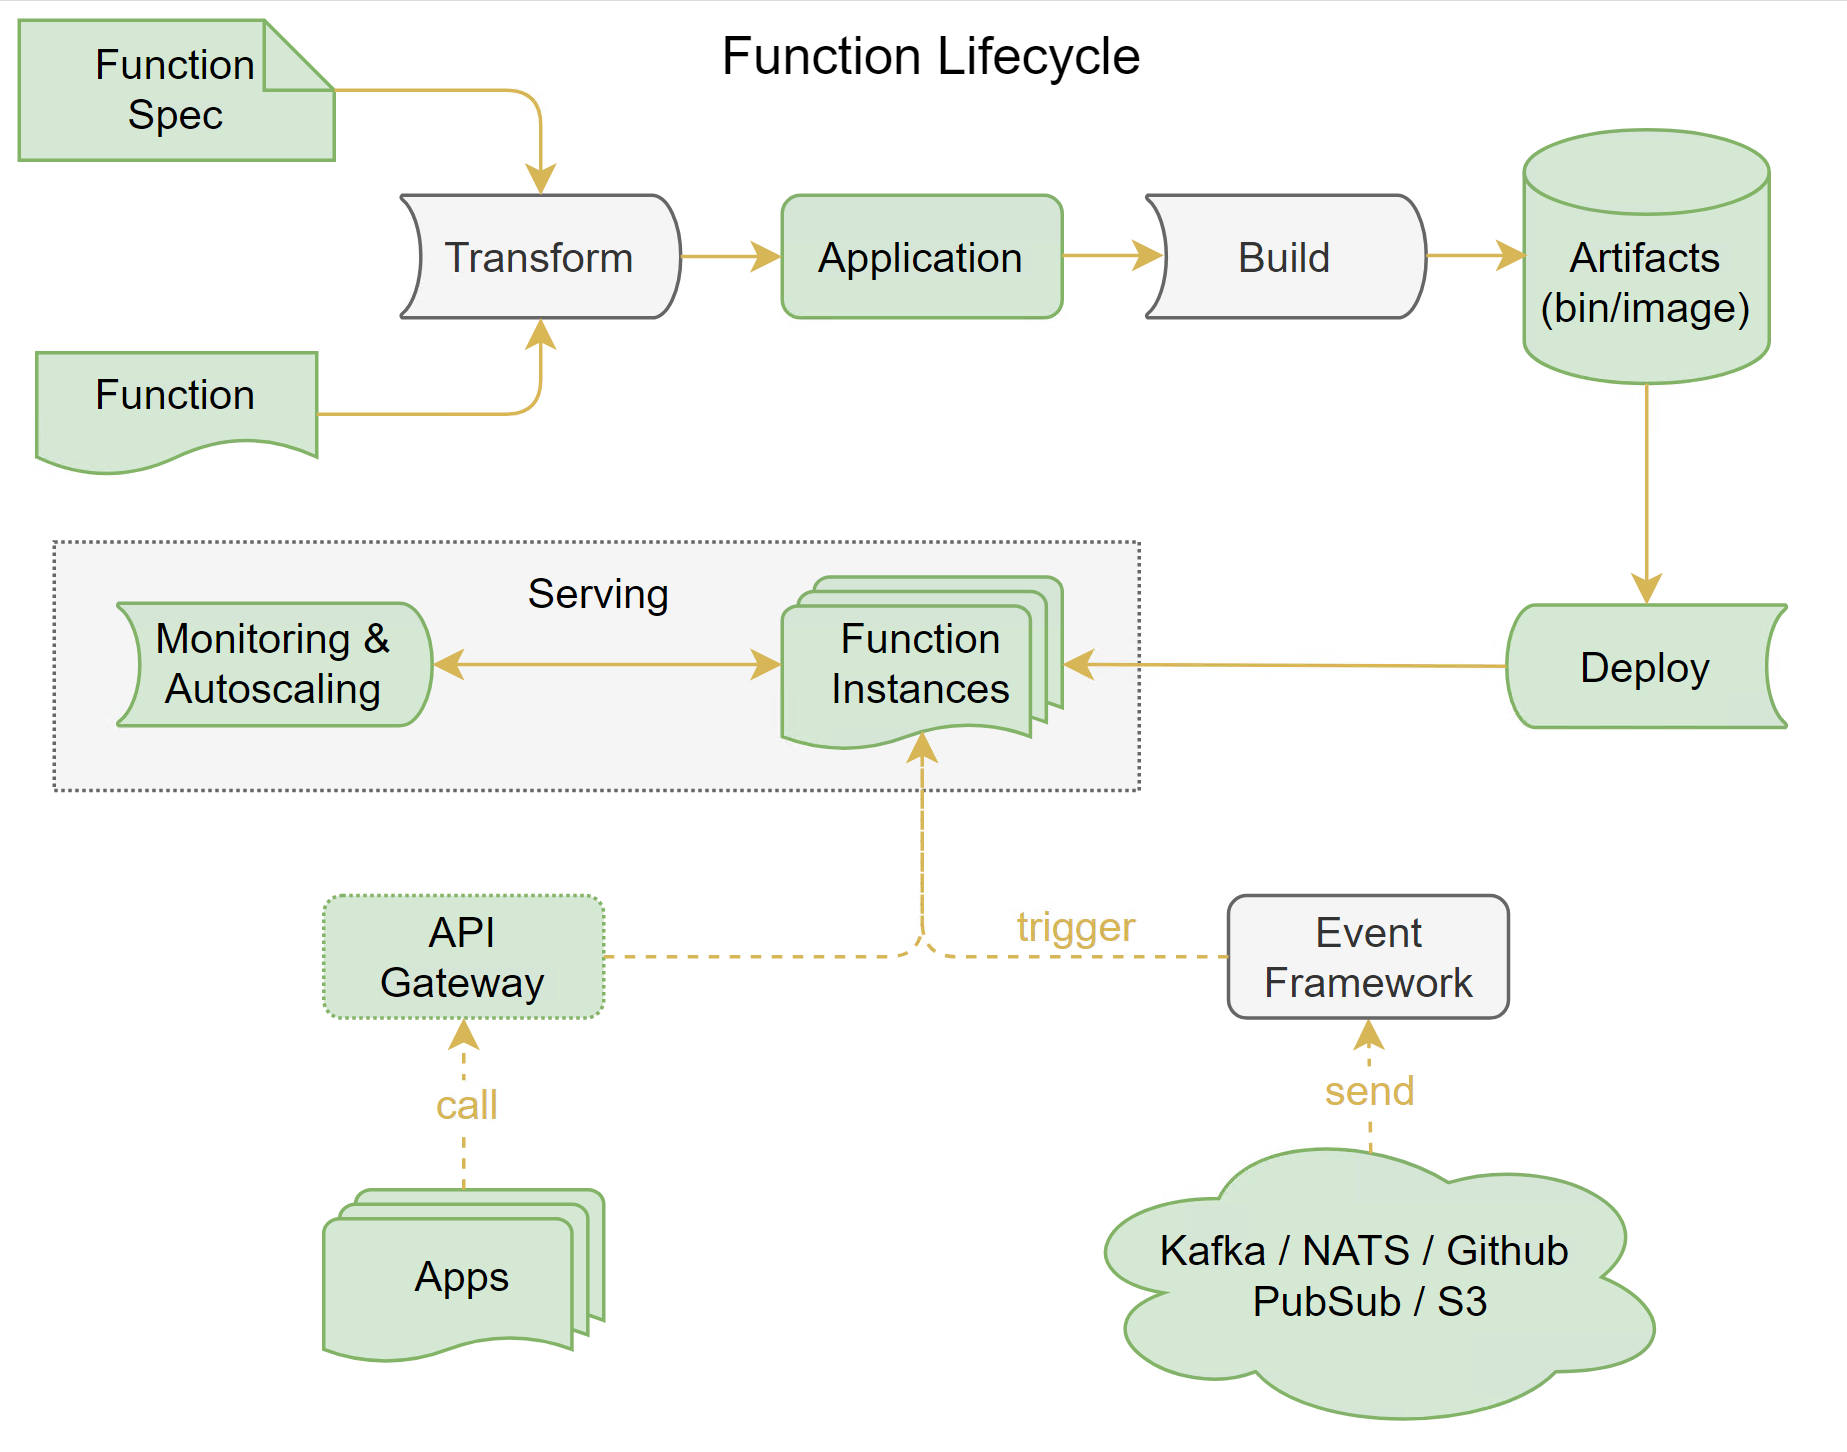 Function Lifecycle
Function
Spec
Transform
Application
Build
Artifacts
(bin/image)
Function
Serving
Monitoring &
Autoscaling
Function
Instances
Deploy
API
Gateway
trigger
Event
Framework
call
send
Apps
Kafka / NATS / Github
PubSub / S3